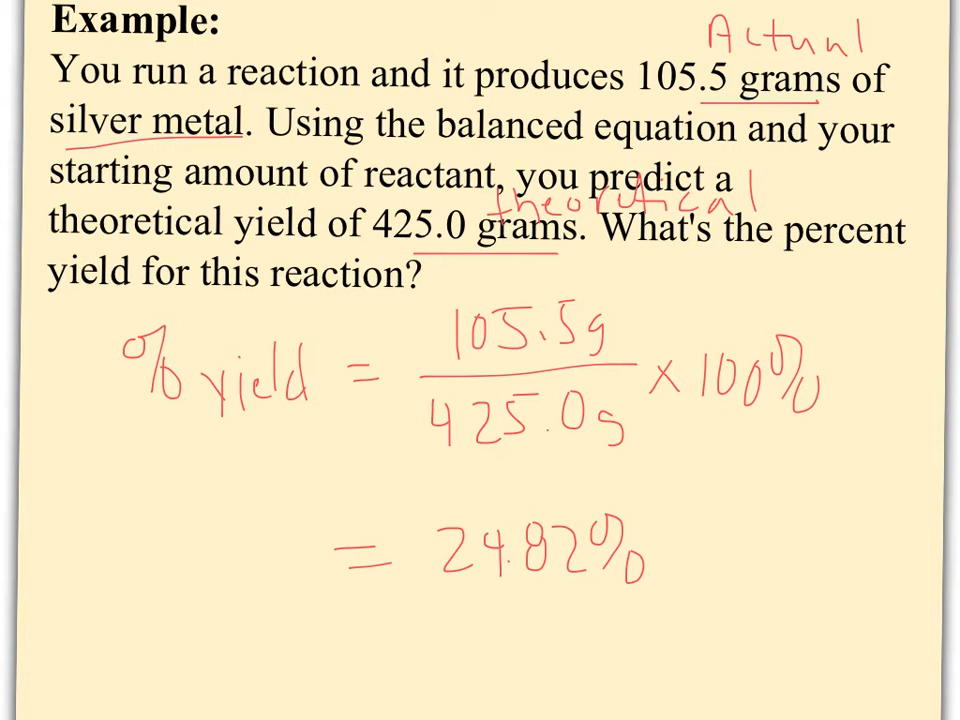 Example:
Actual
You run a reaction and it produces 105.5 grams of
silver metal. Using the balanced equation and your
starting amount of reactant, you predict a
theoretical
theoretical yield of 425.0 grams. What's the percent
yield for this reaction?
% yield = 105.5g / 425.0g × 100%
= 24.82%